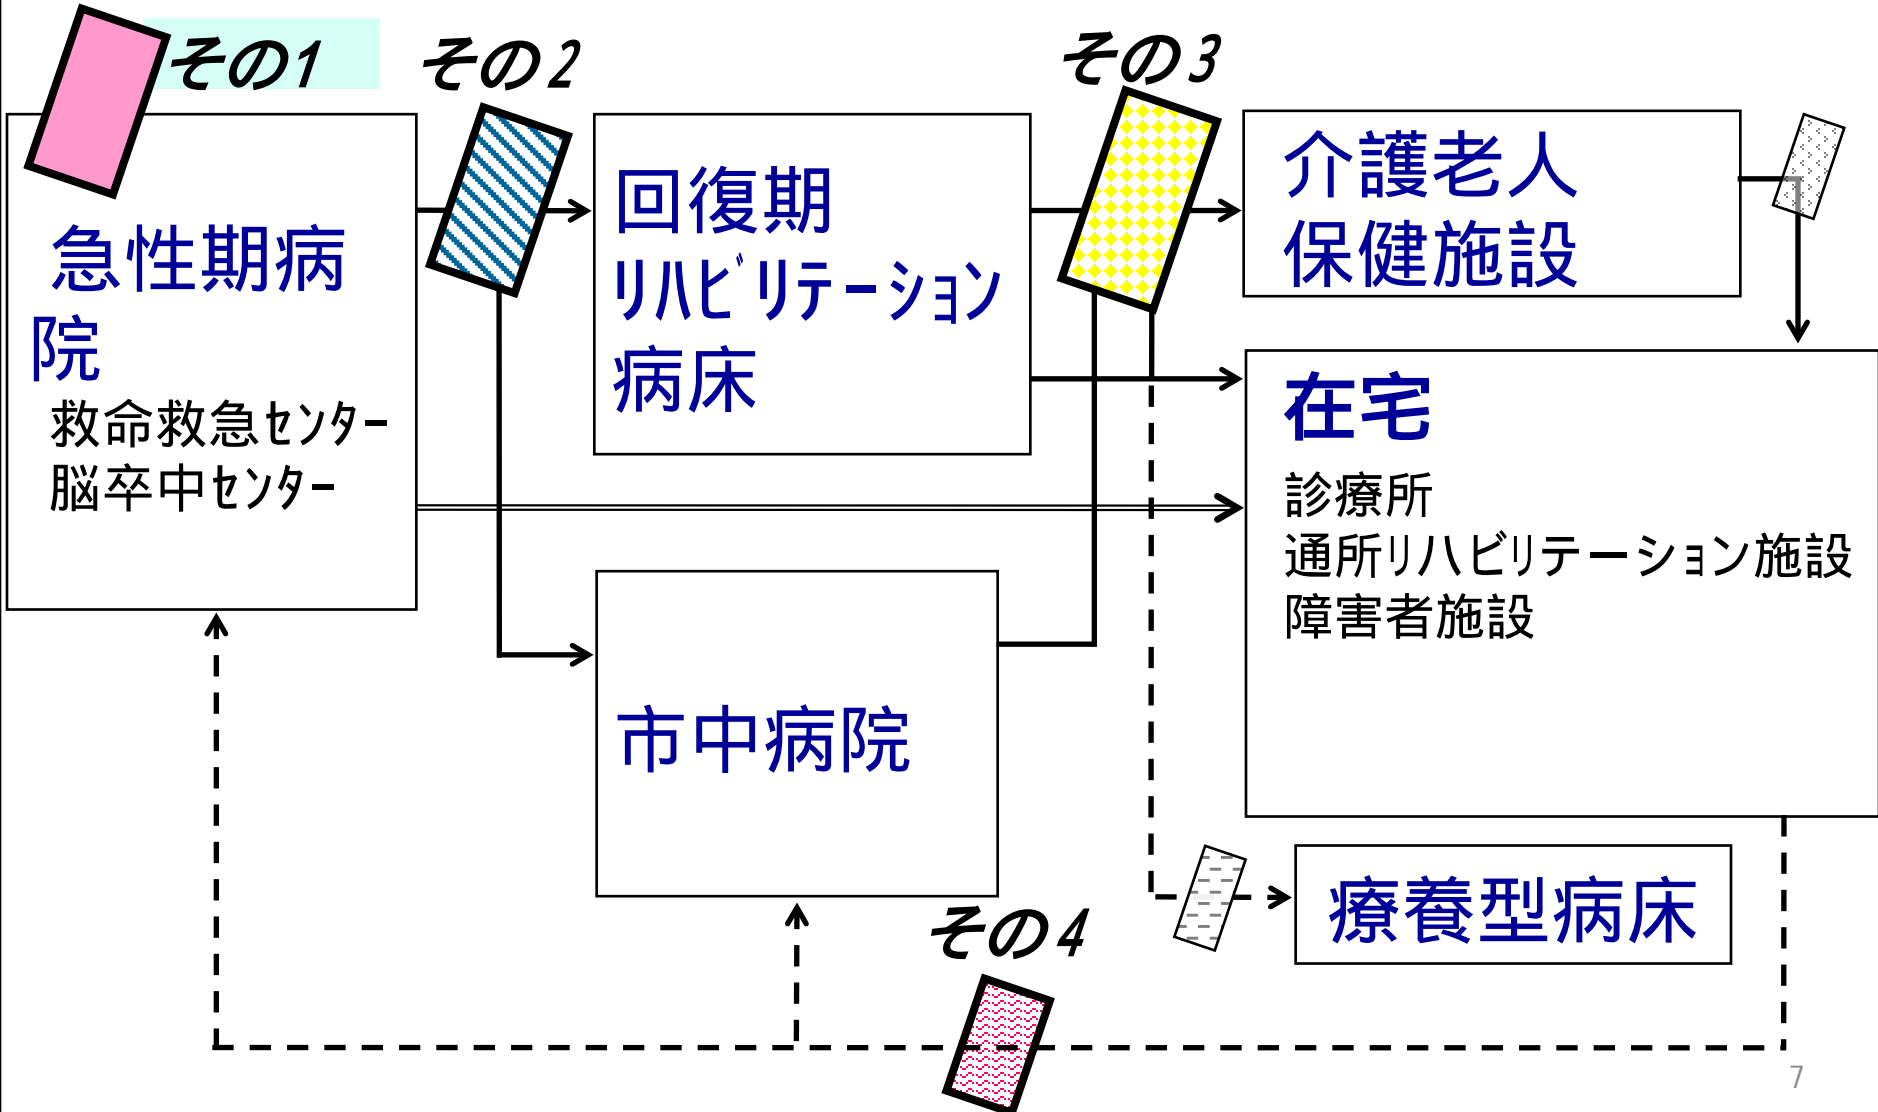 その1
その2
その3
急性期病
院
救命救急ｾﾝﾀｰ
脳卒中ｾﾝﾀｰ
回復期
ﾘﾊﾋﾞﾘﾃｰｼｮﾝ
病床
介護老人
保健施設
在宅
診療所
通所リハビリテーション施設
障害者施設
市中病院
療養型病床
その4
7